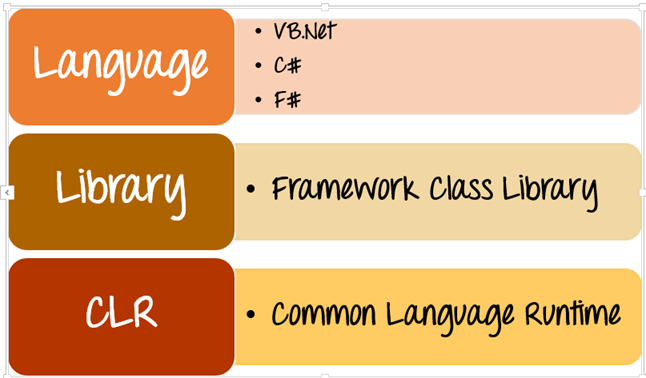 Language
• VB.Net
• C#
• F#
Library
• Framework Class Library
CLR
• Common Language Runtime